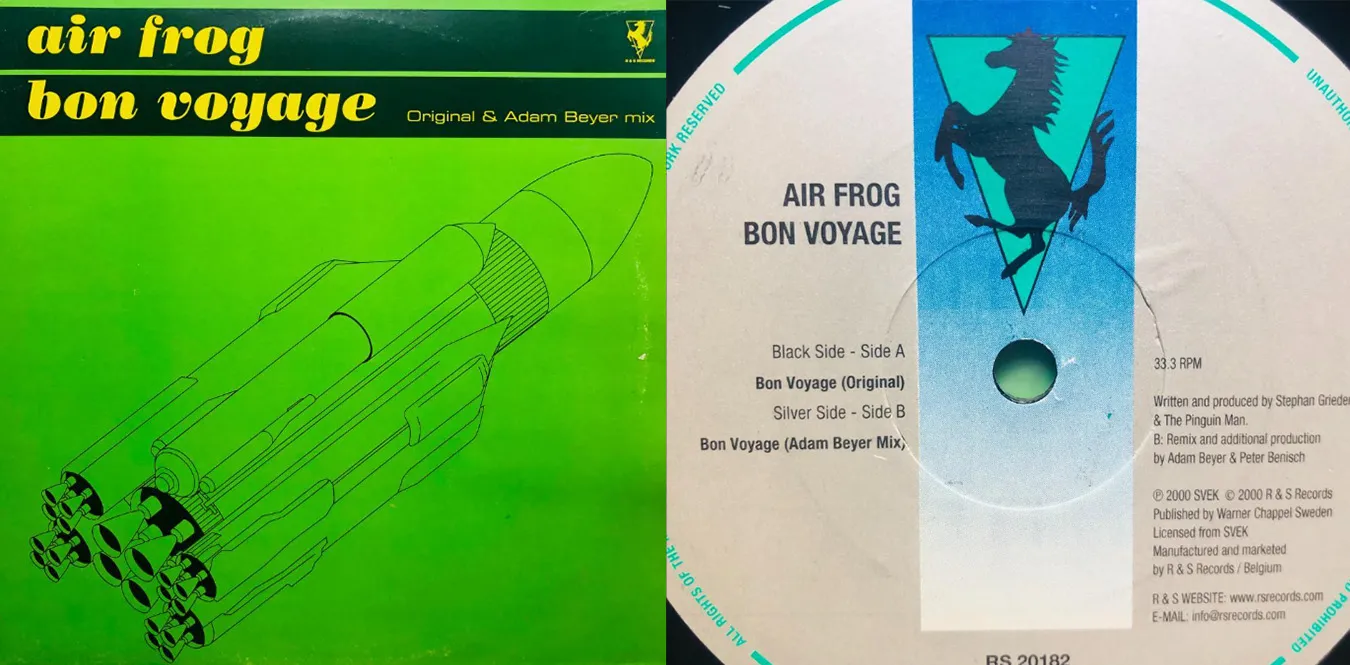 air frog
R & S RECORDS
bon voyage
Original & Adam Beyer mix
ORK RESERVED
UNAUTHOR
AIR FROG
BON VOYAGE
Black Side - Side A
Bon Voyage (Original)
Silver Side - Side B
Bon Voyage (Adam Beyer Mix)
33.3 RPM
Written and produced by Stephan Grieder
& The Pinguin Man.
B: Remix and additional production
by Adam Beyer & Peter Benisch
℗ 2000 SVEK © 2000 R & S Records
Published by Warner Chappel Sweden
Licensed from SVEK
Manufactured and marketed
by R & S Records / Belgium
R & S WEBSITE: www.rsrecords.com
E-MAIL: info@rsrecords.com
ALL RIGHTS OF THE
PROHIBITED
RS 20182